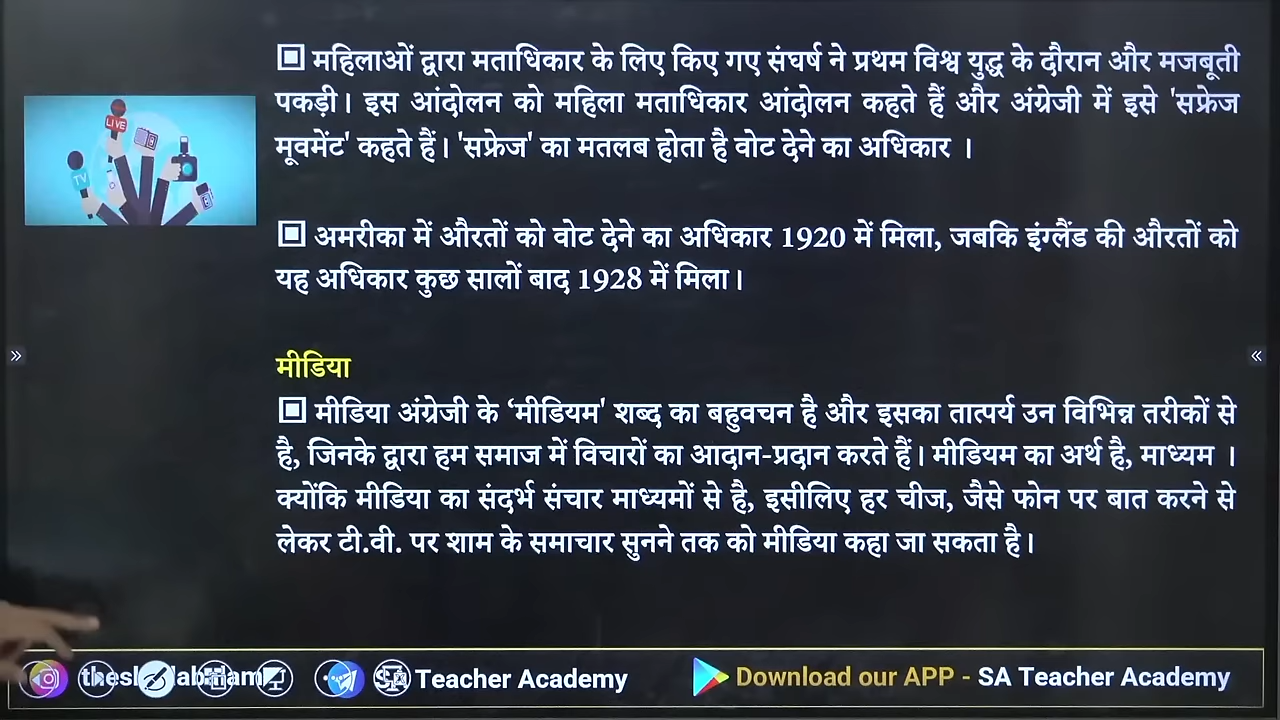 महिलाओं द्वारा मताधिकार के लिए किए गए संघर्ष ने प्रथम विश्व युद्ध के दौरान और मजबूती
पकड़ी। इस आंदोलन को महिला मताधिकार आंदोलन कहते हैं और अंग्रेजी में इसे 'सफ्रेज
मूवमेंट' कहते हैं। 'सफ्रेज' का मतलब होता है वोट देने का अधिकार ।
LIVE
TV
अमरीका में औरतों को वोट देने का अधिकार 1920 में मिला, जबकि इंग्लैंड की औरतों को
यह अधिकार कुछ सालों बाद 1928 में मिला।
मीडिया
मीडिया अंग्रेजी के ‘मीडियम' शब्द का बहुवचन है और इसका तात्पर्य उन विभिन्न तरीकों से
है, जिनके द्वारा हम समाज में विचारों का आदान-प्रदान करते हैं। मीडियम का अर्थ है, माध्यम ।
क्योंकि मीडिया का संदर्भ संचार माध्यमों से है, इसीलिए हर चीज, जैसे फोन पर बात करने से
लेकर टी.वी. पर शाम के समाचार सुनने तक को मीडिया कहा जा सकता है।
Teacher Academy
Download our APP - SA Teacher Academy